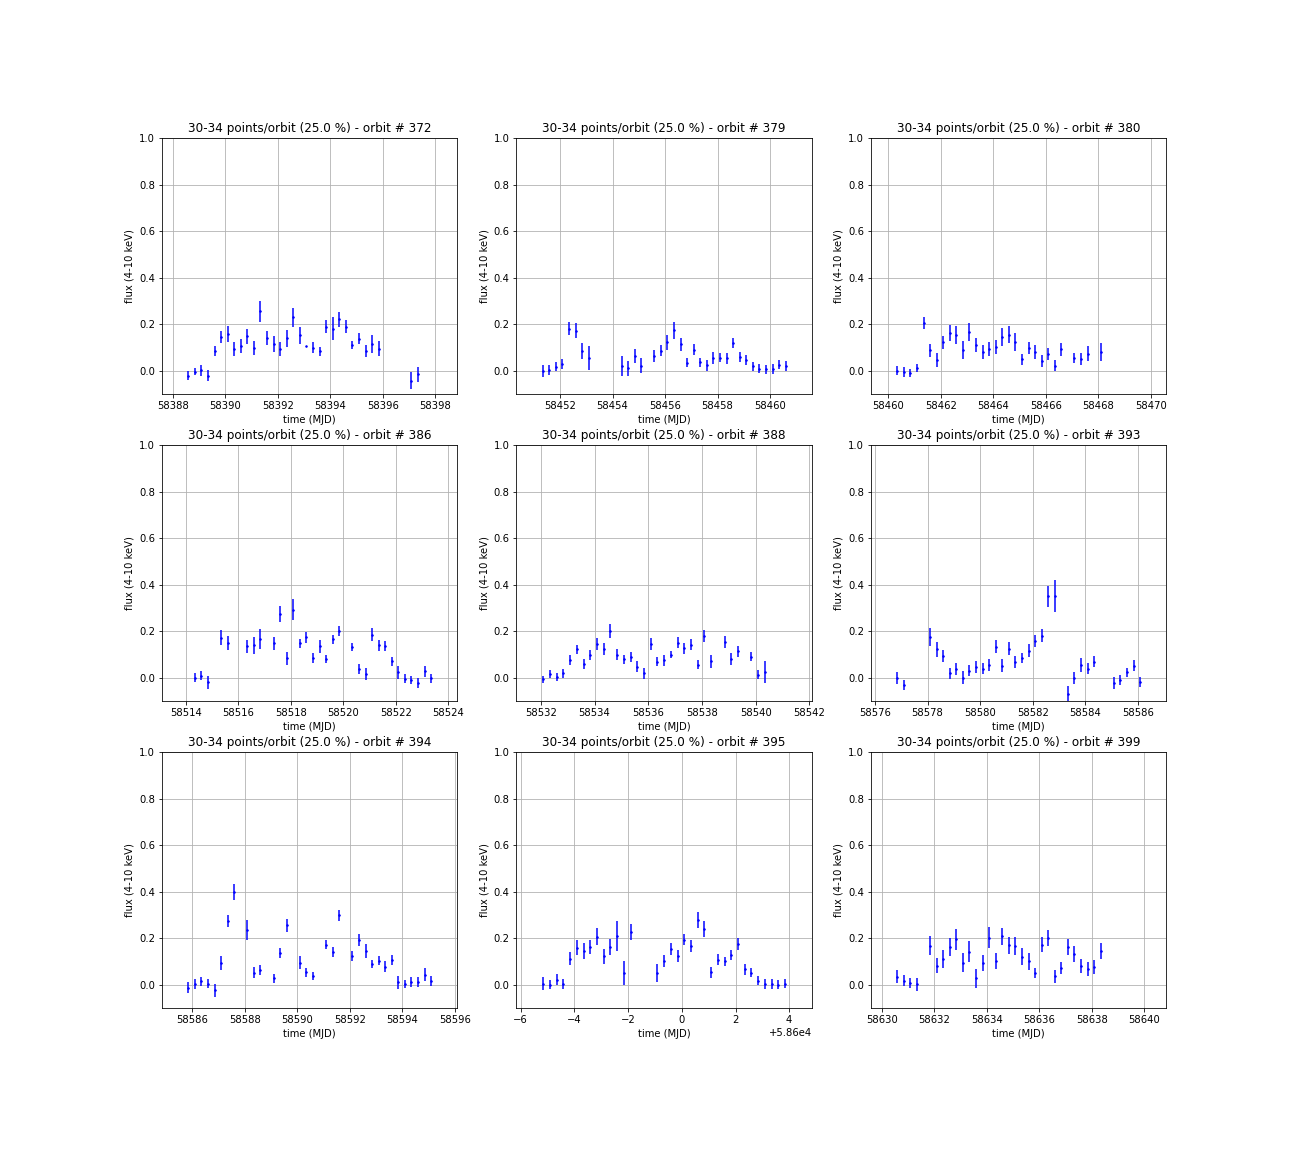 30-34 points/orbit (25.0 %) - orbit # 372
1.0
0.8
0.6
0.4
0.2
0.0
flux (4-10 keV)
58388 58390 58392 58394 58396 58398
time (MJD)
30-34 points/orbit (25.0 %) - orbit # 379
1.0
0.8
0.6
0.4
0.2
0.0
flux (4-10 keV)
58452 58454 58456 58458 58460
time (MJD)
30-34 points/orbit (25.0 %) - orbit # 380
1.0
0.8
0.6
0.4
0.2
0.0
flux (4-10 keV)
58460 58462 58464 58466 58468 58470
time (MJD)
30-34 points/orbit (25.0 %) - orbit # 386
1.0
0.8
0.6
0.4
0.2
0.0
flux (4-10 keV)
58514 58516 58518 58520 58522 58524
time (MJD)
30-34 points/orbit (25.0 %) - orbit # 388
1.0
0.8
0.6
0.4
0.2
0.0
flux (4-10 keV)
58532 58534 58536 58538 58540 58542
time (MJD)
30-34 points/orbit (25.0 %) - orbit # 393
1.0
0.8
0.6
0.4
0.2
0.0
flux (4-10 keV)
58576 58578 58580 58582 58584 58586
time (MJD)
30-34 points/orbit (25.0 %) - orbit # 394
1.0
0.8
0.6
0.4
0.2
0.0
flux (4-10 keV)
58586 58588 58590 58592 58594 58596
time (MJD)
30-34 points/orbit (25.0 %) - orbit # 395
1.0
0.8
0.6
0.4
0.2
0.0
flux (4-10 keV)
−6 −4 −2 0 2 4
+5.86e4
time (MJD)
30-34 points/orbit (25.0 %) - orbit # 399
1.0
0.8
0.6
0.4
0.2
0.0
flux (4-10 keV)
58630 58632 58634 58636 58638 58640
time (MJD)